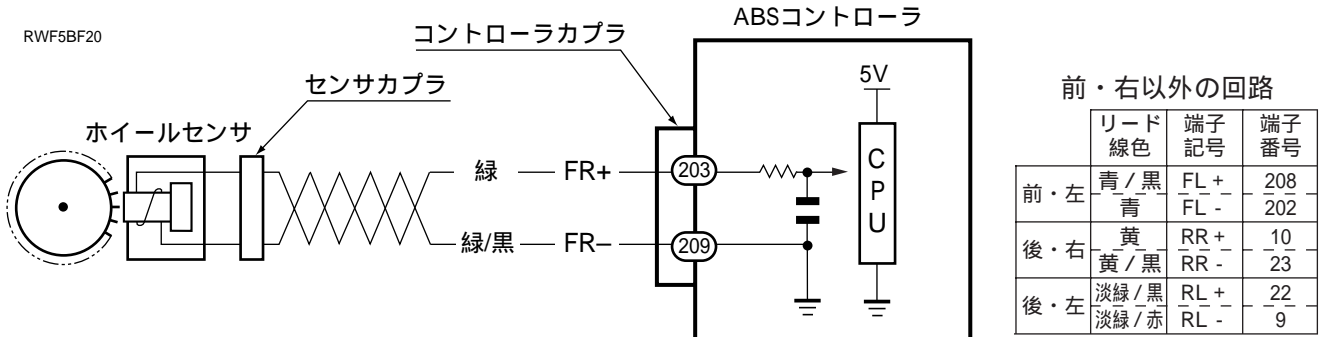 RWF5BF20
コントローラカプラ
ABSコントローラ
センサカプラ
ホイールセンサ
5V
CPU
緑 FR+ 203
緑/黒 FR− 209
前・右以外の回路
リード線色 端子記号 端子番号
前・左 青/黒 FL + 208
青 FL - 202
後・右 黄 RR + 10
黄/黒 RR - 23
後・左 淡緑/黒 RL + 22
淡緑/赤 RL - 9